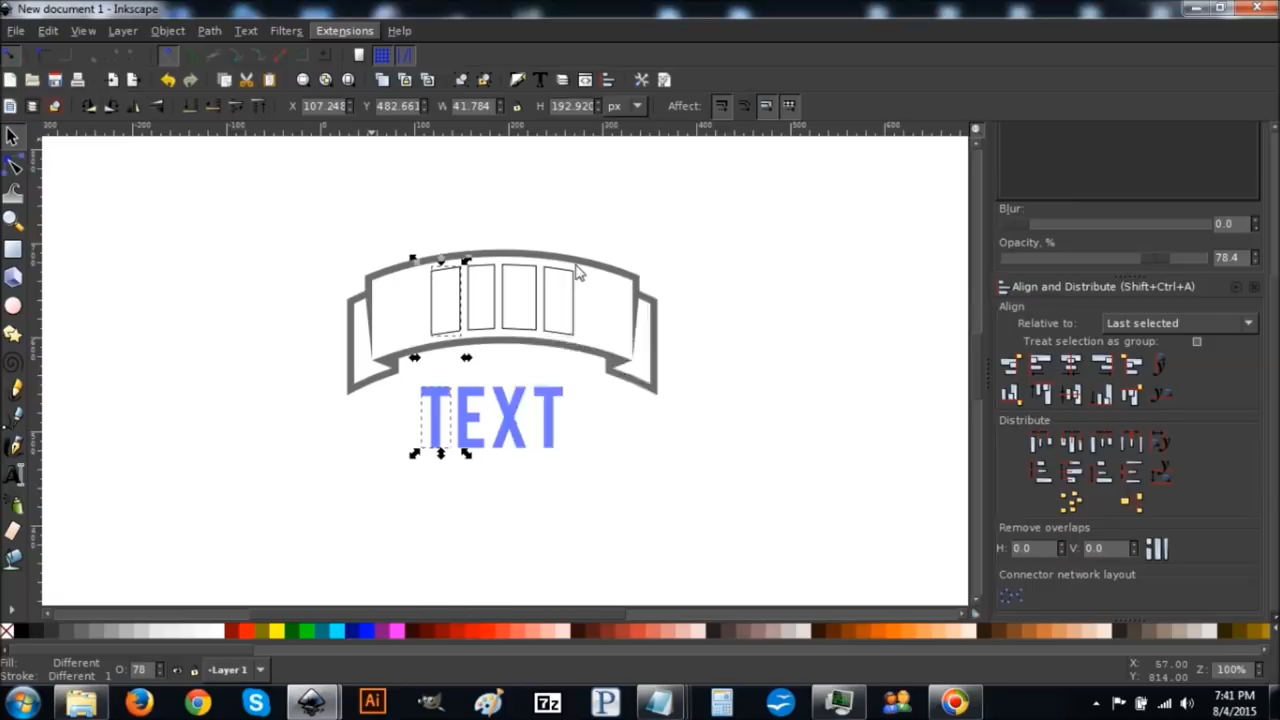 New document 1 - Inkscape
File Edit View Layer Object Path Text Filters Extensions Help
X 107.248 Y 482.661 W 41.784 H 192.920 px Affect:
Blur:
0.0
Opacity, %
78.4
Align and Distribute (Shift+Ctrl+A)
Align
Relative to: Last selected
Treat selection as group:
Distribute
Remove overlaps
H: 0.0 V: 0.0
Connector network layout
TEXT
Fill: Different
Stroke: Different 1
O: 78
-Layer 1
X: 57.00
Y: 814.00
Z: 100%
Ai
7z
P
7:41 PM
8/4/2015